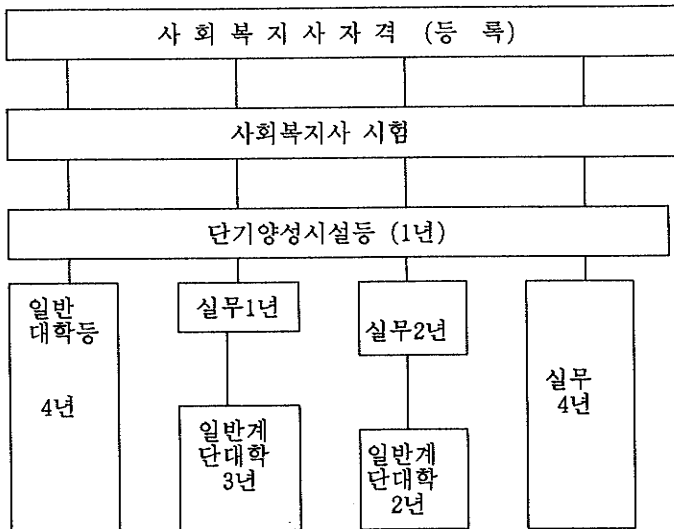 사 회 복 지 사 자 격 (등 록)
사회복지사 시험
단기양성시설등 (1년)
일반
대학등
4년
실무1년
일반계
단대학
3년
실무2년
일반계
단대학
2년
실무
4년